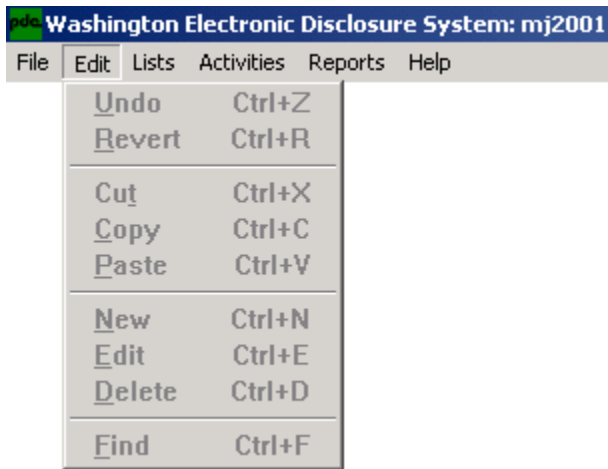 pdc Washington Electronic Disclosure System: mj2001
File Edit Lists Activities Reports Help
Undo Ctrl+Z
Revert Ctrl+R
Cut Ctrl+X
Copy Ctrl+C
Paste Ctrl+V
New Ctrl+N
Edit Ctrl+E
Delete Ctrl+D
Find Ctrl+F